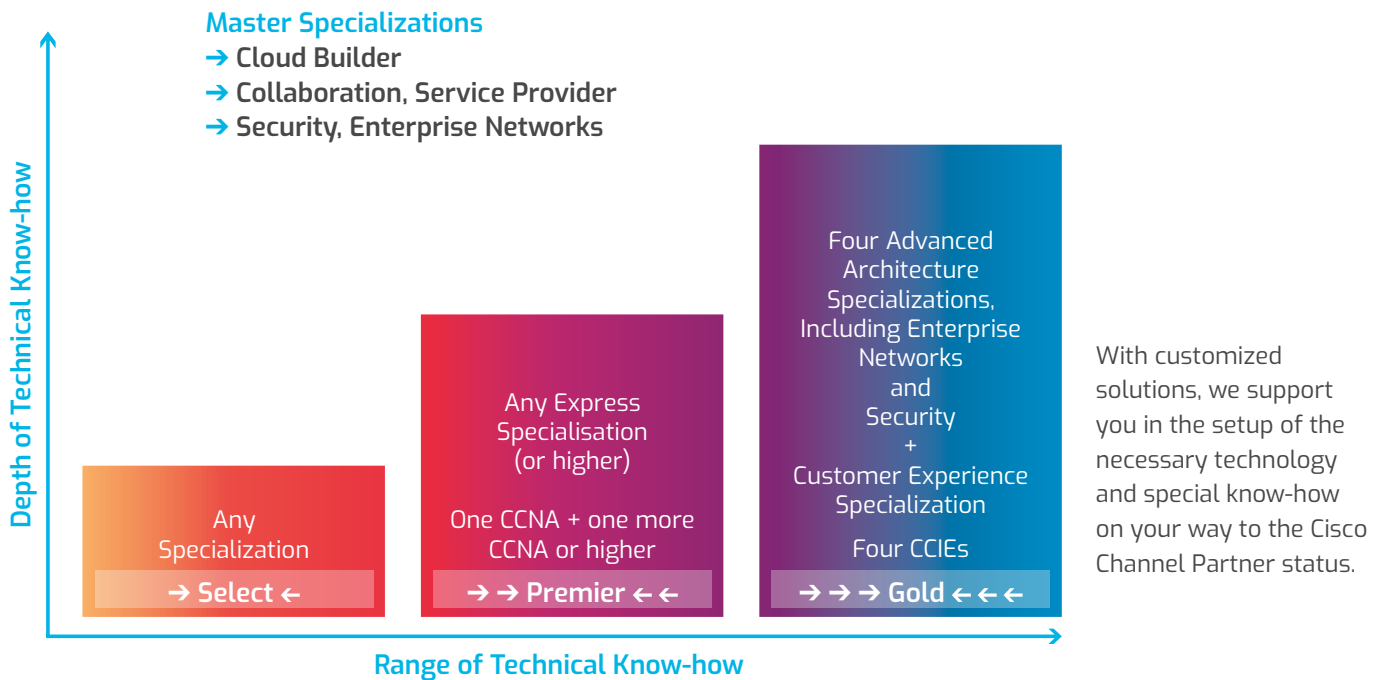 Master Specializations
→ Cloud Builder
→ Collaboration, Service Provider
→ Security, Enterprise Networks
Depth of Technical Know-how
Any
Specialization
→ Select ←
Any Express
Specialisation
(or higher)
One CCNA + one more
CCNA or higher
→ → Premier ← ←
Four Advanced
Architecture
Specializations,
Including Enterprise
Networks
and
Security
+
Customer Experience
Specialization
Four CCIEs
→ → → Gold ← ← ←
Range of Technical Know-how
With customized
solutions, we support
you in the setup of the
necessary technology
and special know-how
on your way to the Cisco
Channel Partner status.